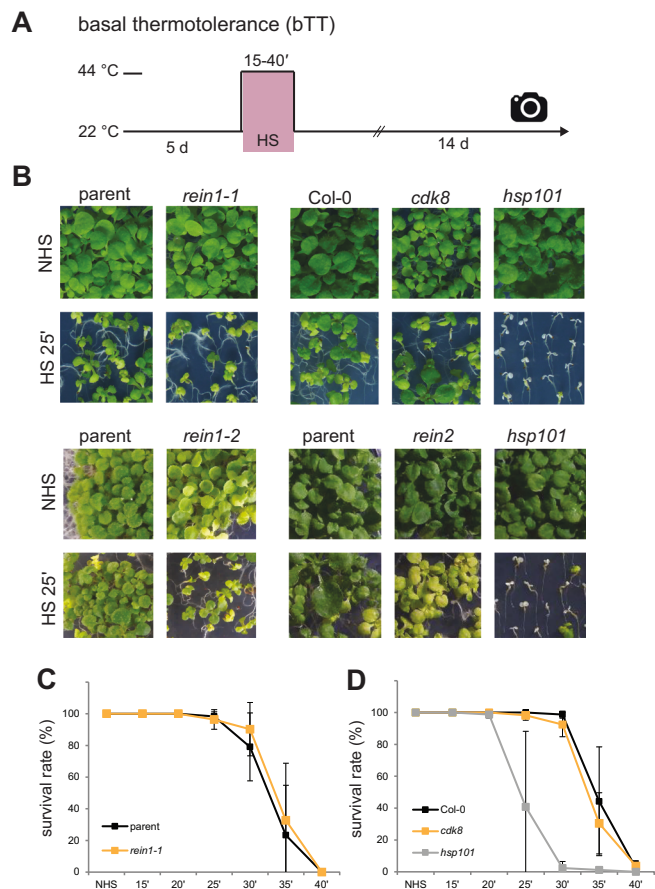 A
basal thermotolerance (bTT)
15-40′
44 °C
22 °C
5 d
HS
14 d
B
parent rein1-1 Col-0 cdk8 hsp101
NHS
HS 25'
parent rein1-2 parent rein2 hsp101
NHS
HS 25'
C
survival rate (%)
120
100
80
60
40
20
0
parent
rein1-1
NHS 15' 20' 25' 30' 35' 40'
D
survival rate (%)
120
100
80
60
40
20
0
Col-0
cdk8
hsp101
NHS 15' 20' 25' 30' 35' 40'